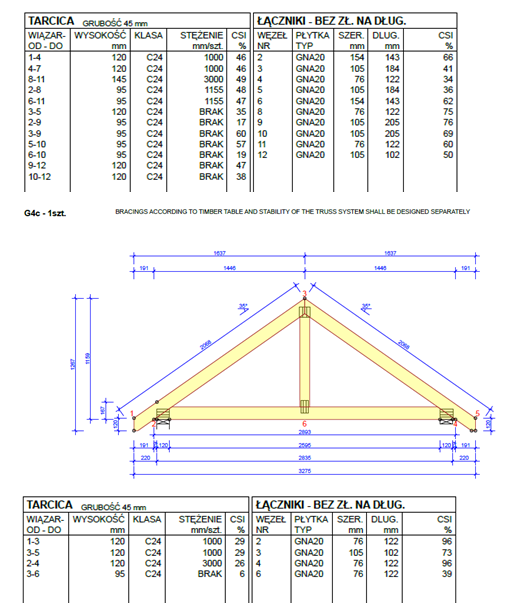 TARCICA GRUBOŚĆ 45 mm ŁĄCZNIKI - BEZ ZŁ. NA DŁUG.
WIĄZAR- WYSOKOŚĆ KLASA STĘŻENIE CSI WĘZEŁ PŁYTKA SZER. DŁUG. CSI
OD - DO mm mm/szt. % NR TYP mm mm %
1-4 120 C24 1000 46 2 GNA20 154 143 66
4-7 120 C24 1000 46 3 GNA20 105 184 41
8-11 145 C24 3000 49 4 GNA20 76 122 34
2-8 95 C24 1155 48 5 GNA20 105 184 36
6-11 95 C24 1155 47 6 GNA20 154 143 62
3-5 120 C24 BRAK 35 8 GNA20 76 122 75
2-9 95 C24 BRAK 17 9 GNA20 105 205 76
3-9 95 C24 BRAK 60 10 GNA20 105 205 69
5-10 95 C24 BRAK 57 11 GNA20 76 122 60
6-10 95 C24 BRAK 19 12 GNA20 105 102 50
9-12 120 C24 BRAK 47
10-12 120 C24 BRAK 38
G4c - 1szt. BRACINGS ACCORDING TO TIMBER TABLE AND STABILITY OF THE TRUSS SYSTEM SHALL BE DESIGNED SEPARATELY
1637 1637
191 1446 1446 191
3
35° 35°
2068 2068
1267 1159
167
120 1 5 120
2 6 4
2893
191 120 2595 120 191
220 2835 220
3275
TARCICA GRUBOŚĆ 45 mm ŁĄCZNIKI - BEZ ZŁ. NA DŁUG.
WIĄZAR- WYSOKOŚĆ KLASA STĘŻENIE CSI WĘZEŁ PŁYTKA SZER. DŁUG. CSI
OD - DO mm mm/szt. % NR TYP mm mm %
1-3 120 C24 1000 29 2 GNA20 76 122 96
3-5 120 C24 1000 29 3 GNA20 105 102 73
2-4 120 C24 3000 26 4 GNA20 76 122 96
3-6 95 C24 BRAK 6 6 GNA20 76 122 39